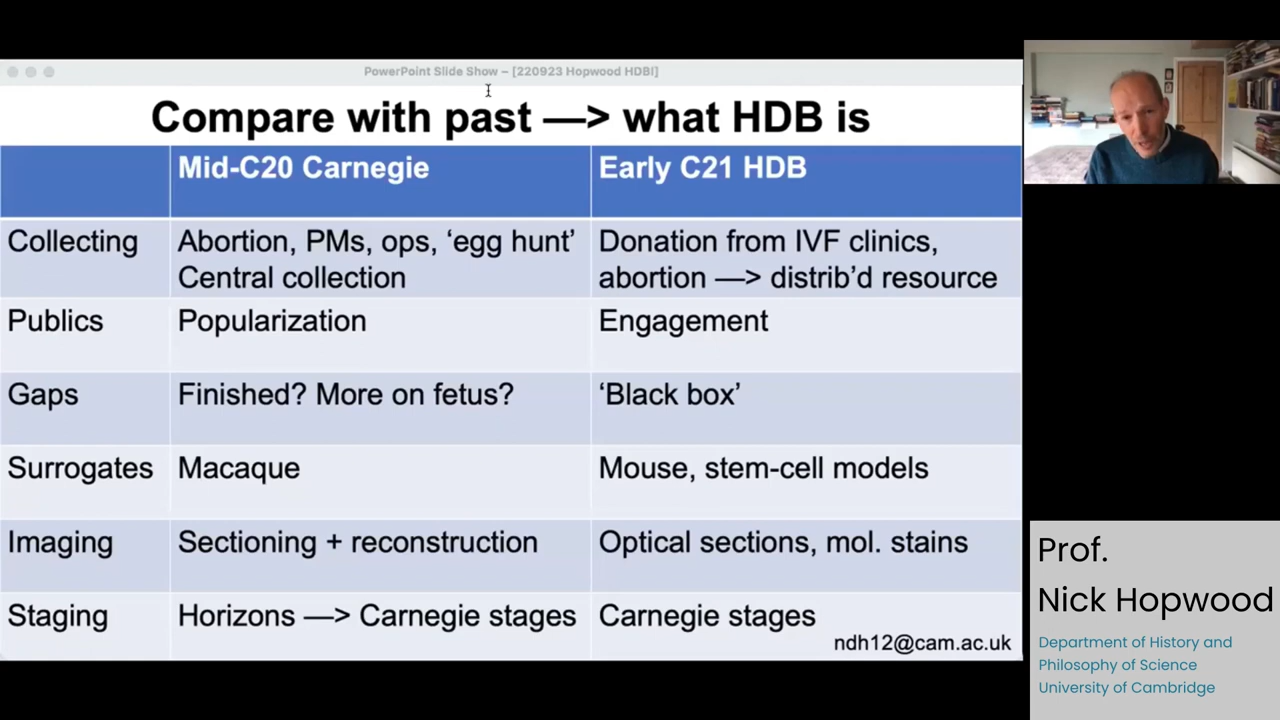 PowerPoint Slide Show – [220923 Hopwood HDBI]
Compare with past —> what HDB is
Mid-C20 Carnegie
Early C21 HDB
Collecting
Abortion, PMs, ops, ‘egg hunt’
Central collection
Donation from IVF clinics,
abortion —> distrib’d resource
Publics
Popularization
Engagement
Gaps
Finished? More on fetus?
‘Black box’
Surrogates
Macaque
Mouse, stem-cell models
Imaging
Sectioning + reconstruction
Optical sections, mol. stains
Staging
Horizons —> Carnegie stages
Carnegie stages
ndh12@cam.ac.uk
Prof.
Nick Hopwood
Department of History and
Philosophy of Science
University of Cambridge